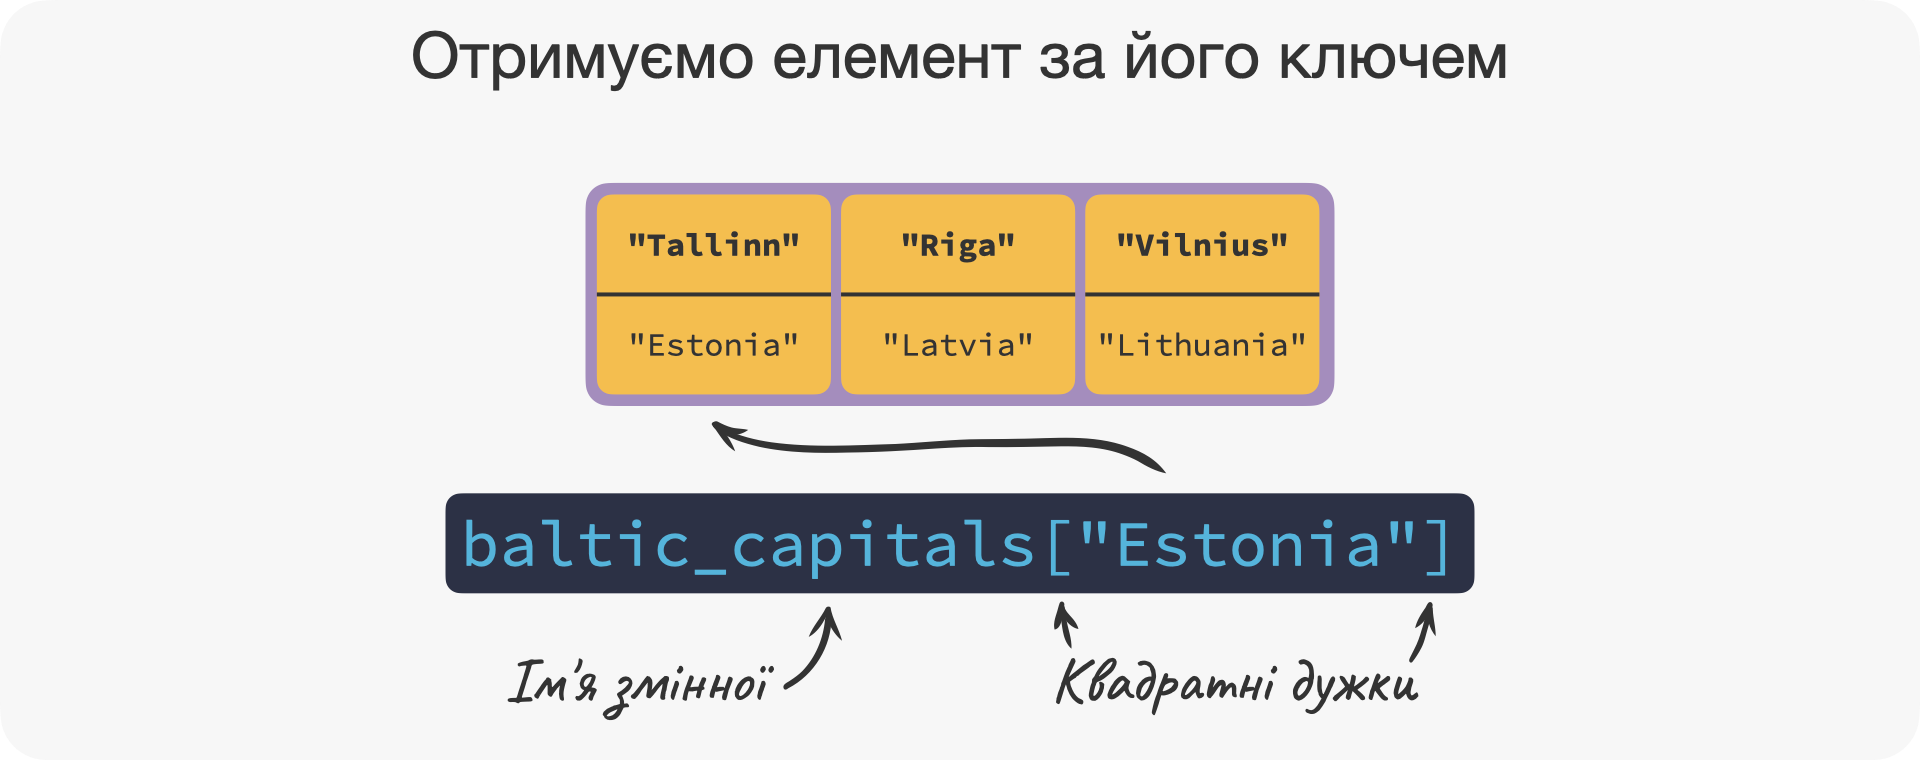 Отримуємо елемент за його ключем
"Tallinn" "Riga" "Vilnius"
"Estonia" "Latvia" "Lithuania"
baltic_capitals["Estonia"]
Ім'я змінної Квадратні дужки